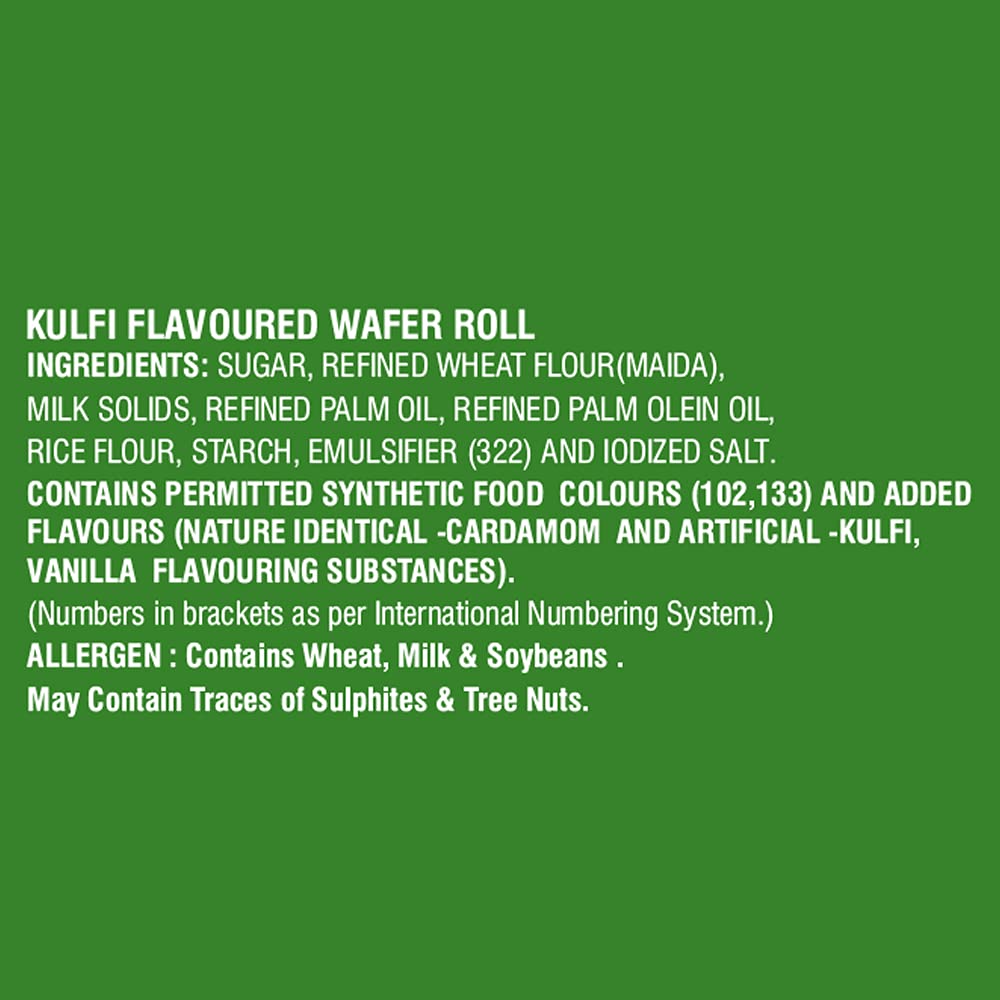 KULFI FLAVOURED WAFER ROLL
INGREDIENTS: SUGAR, REFINED WHEAT FLOUR(MAIDA),
MILK SOLIDS, REFINED PALM OIL, REFINED PALM OLEIN OIL,
RICE FLOUR, STARCH, EMULSIFIER (322) AND IODIZED SALT.
CONTAINS PERMITTED SYNTHETIC FOOD  COLOURS (102,133) AND ADDED
FLAVOURS (NATURE IDENTICAL -CARDAMOM  AND ARTIFICIAL -KULFI,
VANILLA  FLAVOURING SUBSTANCES).
(Numbers in brackets as per International Numbering System.)
ALLERGEN : Contains Wheat, Milk & Soybeans .
May Contain Traces of Sulphites & Tree Nuts.